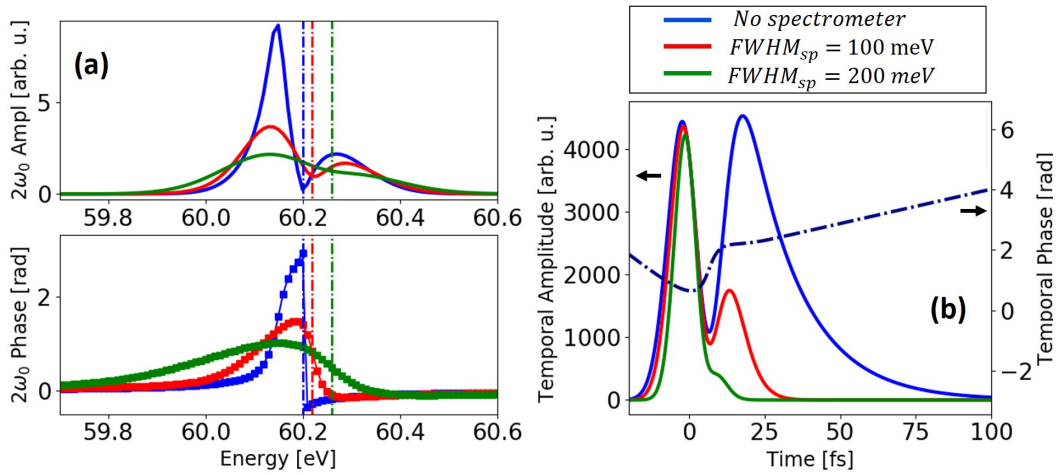 (a)
2ω₀ Ampl [arb. u.]
5
0
59.8 60.0 60.2 60.4 60.6
2ω₀ Phase [rad]
2
0
59.8 60.0 60.2 60.4 60.6
Energy [eV]
No spectrometer
FWHMₛₚ = 100 meV
FWHMₛₚ = 200 meV
(b)
Temporal Amplitude [arb. u.]
4000
3000
2000
1000
0
0 25 50 75 100
Time [fs]
6
4
2
0
−2
Temporal Phase [rad]